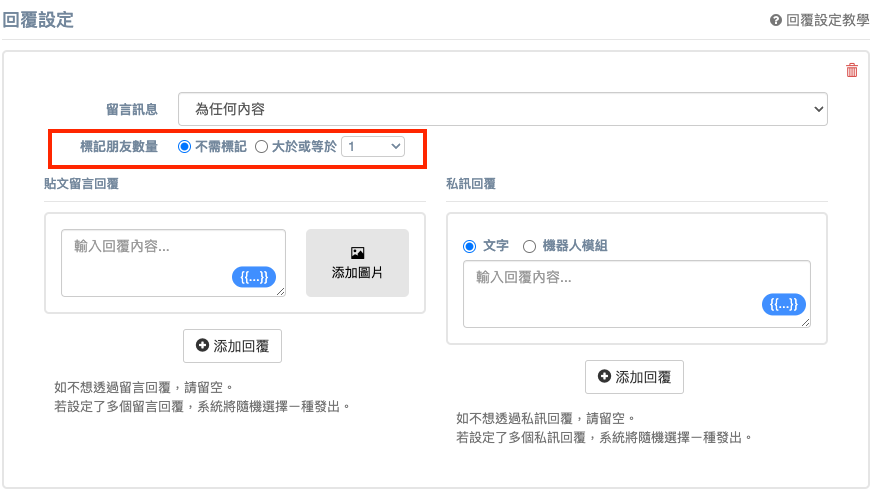 回覆設定
回覆設定教學
留言訊息 為任何內容
標記朋友數量 不需標記 大於或等於 1
貼文留言回覆
輸入回覆內容...
{{...}}
添加圖片
添加回覆
如不想透過留言回覆，請留空。
若設定了多個留言回覆，系統將隨機選擇一種發出。
私訊回覆
文字 機器人模組
輸入回覆內容...
{{...}}
添加回覆
如不想透過私訊回覆，請留空。
若設定了多個私訊回覆，系統將隨機選擇一種發出。